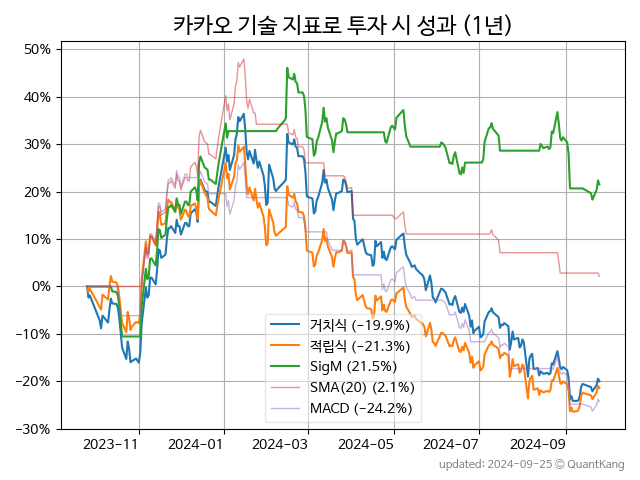 카카오 기술 지표로 투자 시 성과 (1년)
50%
40%
30%
20%
10%
0%
−10%
−20%
−30%
거치식 (−19.9%)
적립식 (−21.3%)
SigM (21.5%)
SMA(20) (2.1%)
MACD (−24.2%)
2023-11
2024-01
2024-03
2024-05
2024-07
2024-09
updated: 2024-09-25 © QuantKang